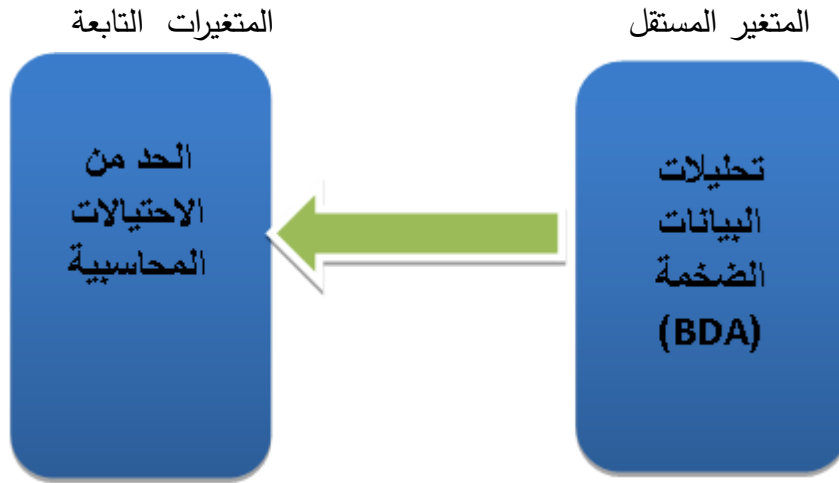 المتغير المستقل
المتغيرات التابعة
تحليلات
البيانات
الضخمة
(BDA)
الحد من
الاحتيالات
المحاسبية